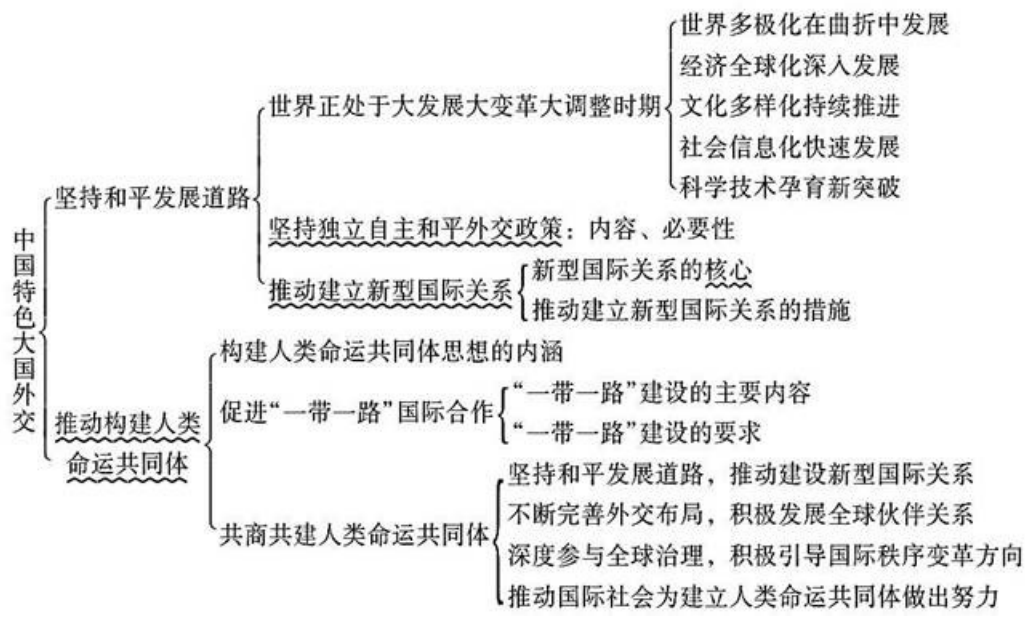 中国特色大国外交
坚持和平发展道路
世界正处于大发展大变革大调整时期
世界多极化在曲折中发展
经济全球化深入发展
文化多样化持续推进
社会信息化快速发展
科学技术孕育新突破
坚持独立自主和平外交政策：内容、必要性
推动建立新型国际关系
新型国际关系的核心
推动建立新型国际关系的措施
推动构建人类
命运共同体
构建人类命运共同体思想的内涵
促进“一带一路”国际合作
“一带一路”建设的主要内容
“一带一路”建设的要求
共商共建人类命运共同体
坚持和平发展道路，推动建设新型国际关系
不断完善外交布局，积极发展全球伙伴关系
深度参与全球治理，积极引导国际秩序变革方向
推动国际社会为建立人类命运共同体做出努力